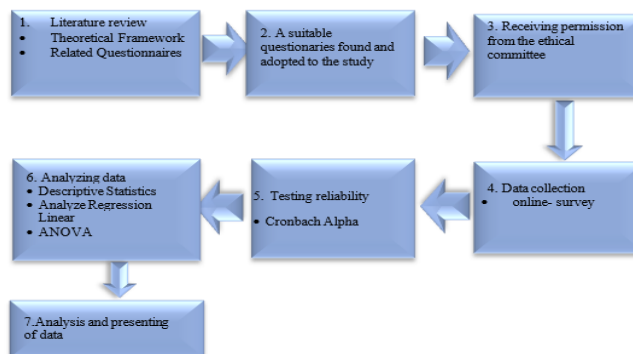 1. Literature review
• Theoretical Framework
• Related Questionnaires
2. A suitable
questionaries found and
adopted to the study
3. Receiving permission
from the ethical
committee
4. Data collection
• online- survey
5. Testing reliability
• Cronbach Alpha
6. Analyzing data
• Descriptive Statistics
• Analyze Regression
Linear
• ANOVA
7.Analysis and presenting
of data